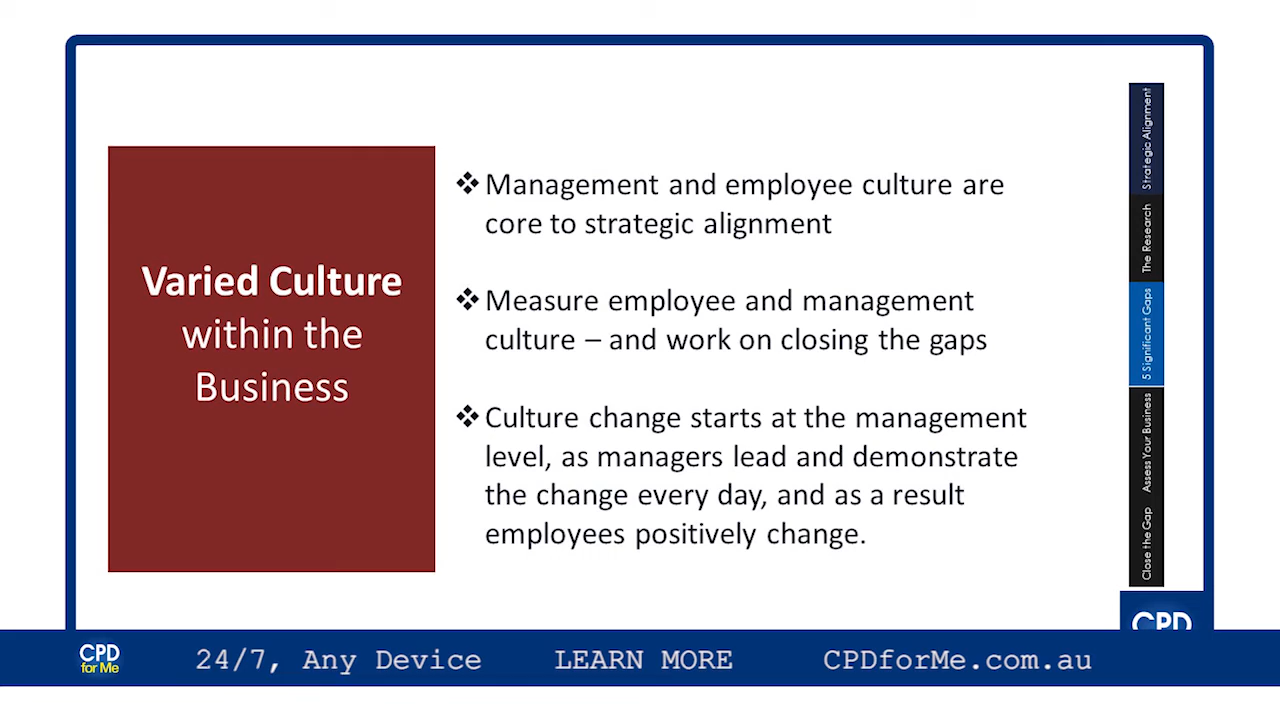 Varied Culture
within the
Business
❖ Management and employee culture are
core to strategic alignment
❖ Measure employee and management
culture – and work on closing the gaps
❖ Culture change starts at the management
level, as managers lead and demonstrate
the change every day, and as a result
employees positively change.
Strategic Alignment
The Research
5 Significant Gaps
Assess Your Business
Close the Gap
CPD
CPD
for Me
24/7, Any Device
LEARN MORE
CPDforMe.com.au